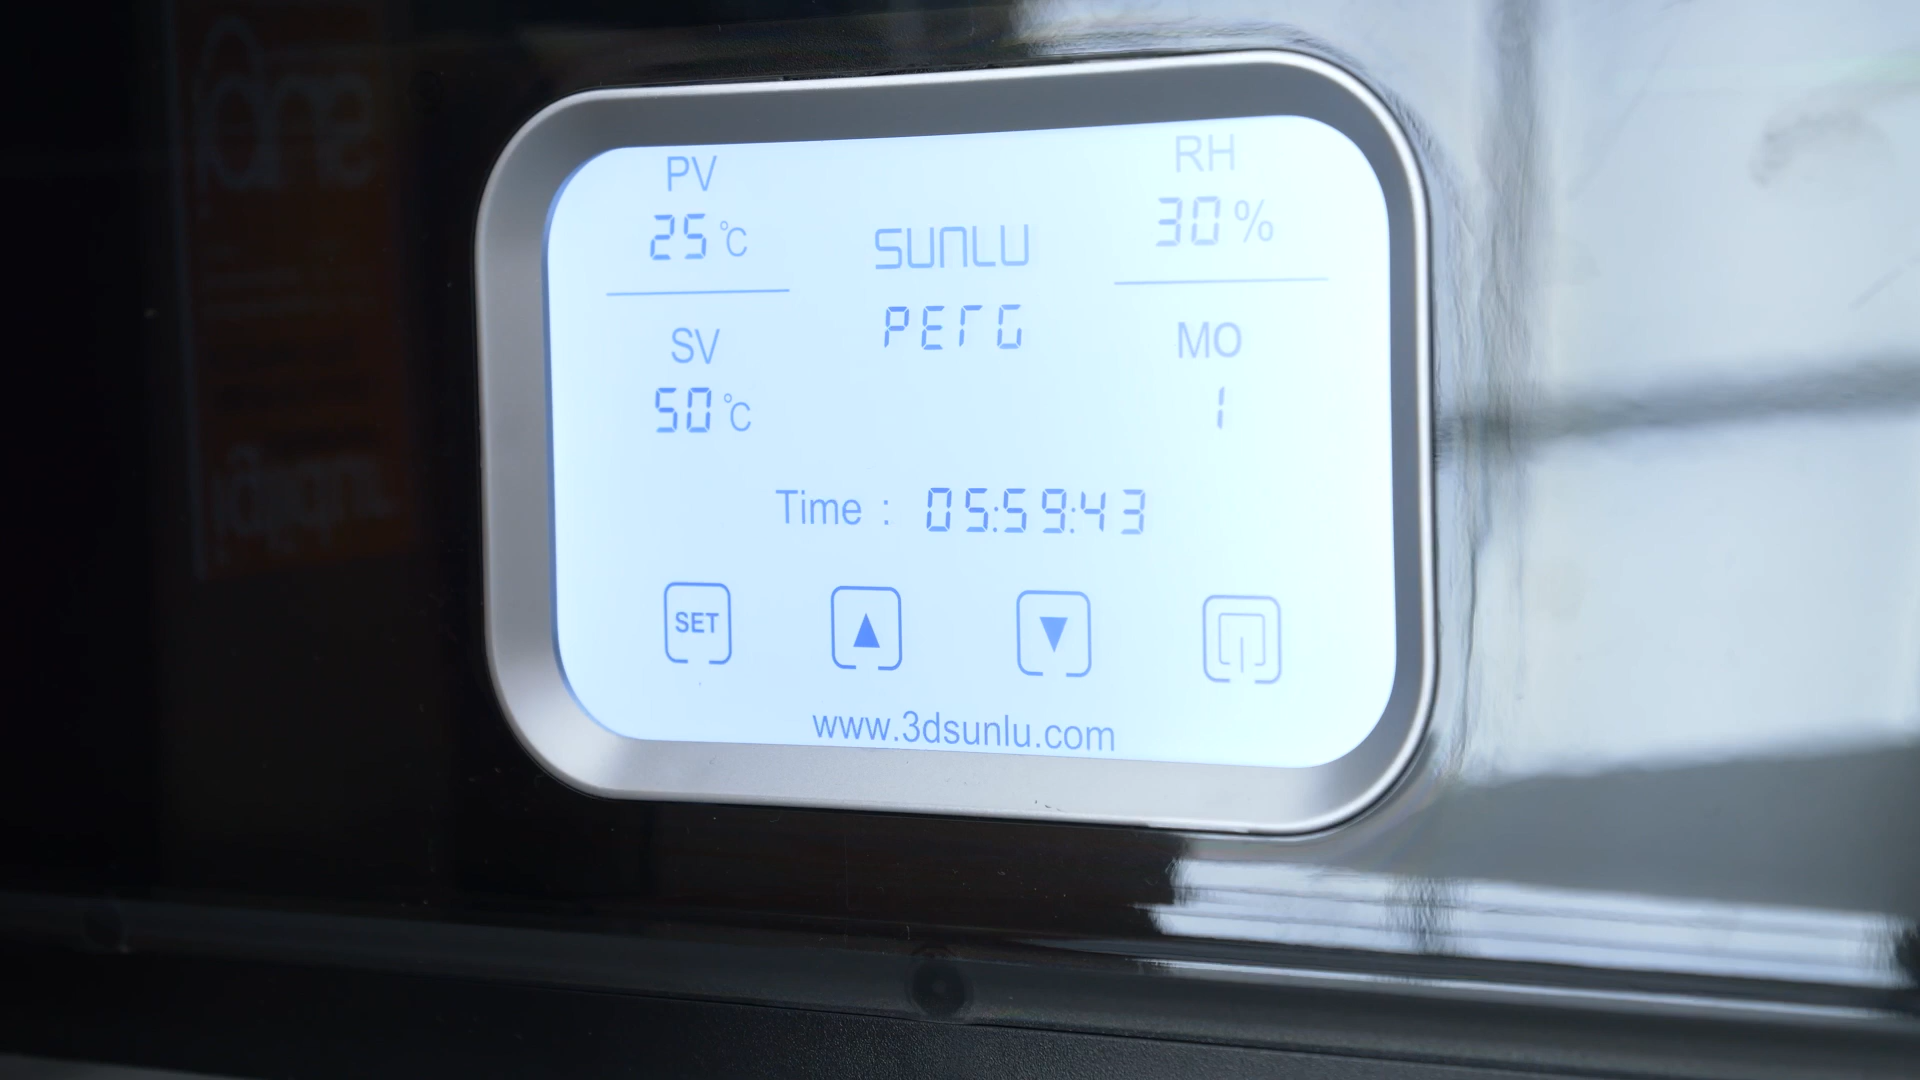 PV
25 °C
SUNLU
PETG
RH
30 %
SV
50 °C
MO
1
Time : 05:59:43
SET
www.3dsunlu.com